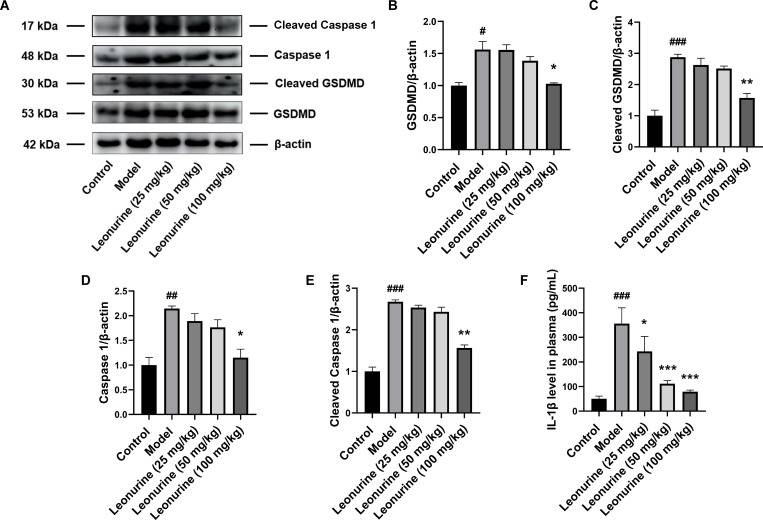 A
17 kDa
Cleaved Caspase 1
48 kDa
Caspase 1
30 kDa
Cleaved GSDMD
53 kDa
GSDMD
42 kDa
β-actin
Control
Model
Leonurine (25 mg/kg)
Leonurine (50 mg/kg)
Leonurine (100 mg/kg)
B
GSDMD/β-actin
2.0
1.5
1.0
0.5
0.0
#
*
Control
Model
Leonurine (25 mg/kg)
Leonurine (50 mg/kg)
Leonurine (100 mg/kg)
C
Cleaved GSDMD/β-actin
4
3
2
1
0
###
**
Control
Model
Leonurine (25 mg/kg)
Leonurine (50 mg/kg)
Leonurine (100 mg/kg)
D
Caspase 1/β-actin
2.5
2.0
1.5
1.0
0.5
0.0
##
*
Control
Model
Leonurine (25 mg/kg)
Leonurine (50 mg/kg)
Leonurine (100 mg/kg)
E
Cleaved Caspase 1/β-actin
3
2
1
0
###
**
Control
Model
Leonurine (25 mg/kg)
Leonurine (50 mg/kg)
Leonurine (100 mg/kg)
F
IL-1β level in plasma (pg/mL)
500
400
300
200
100
0
###
*
***
***
Control
Model
Leonurine (25 mg/kg)
Leonurine (50 mg/kg)
Leonurine (100 mg/kg)